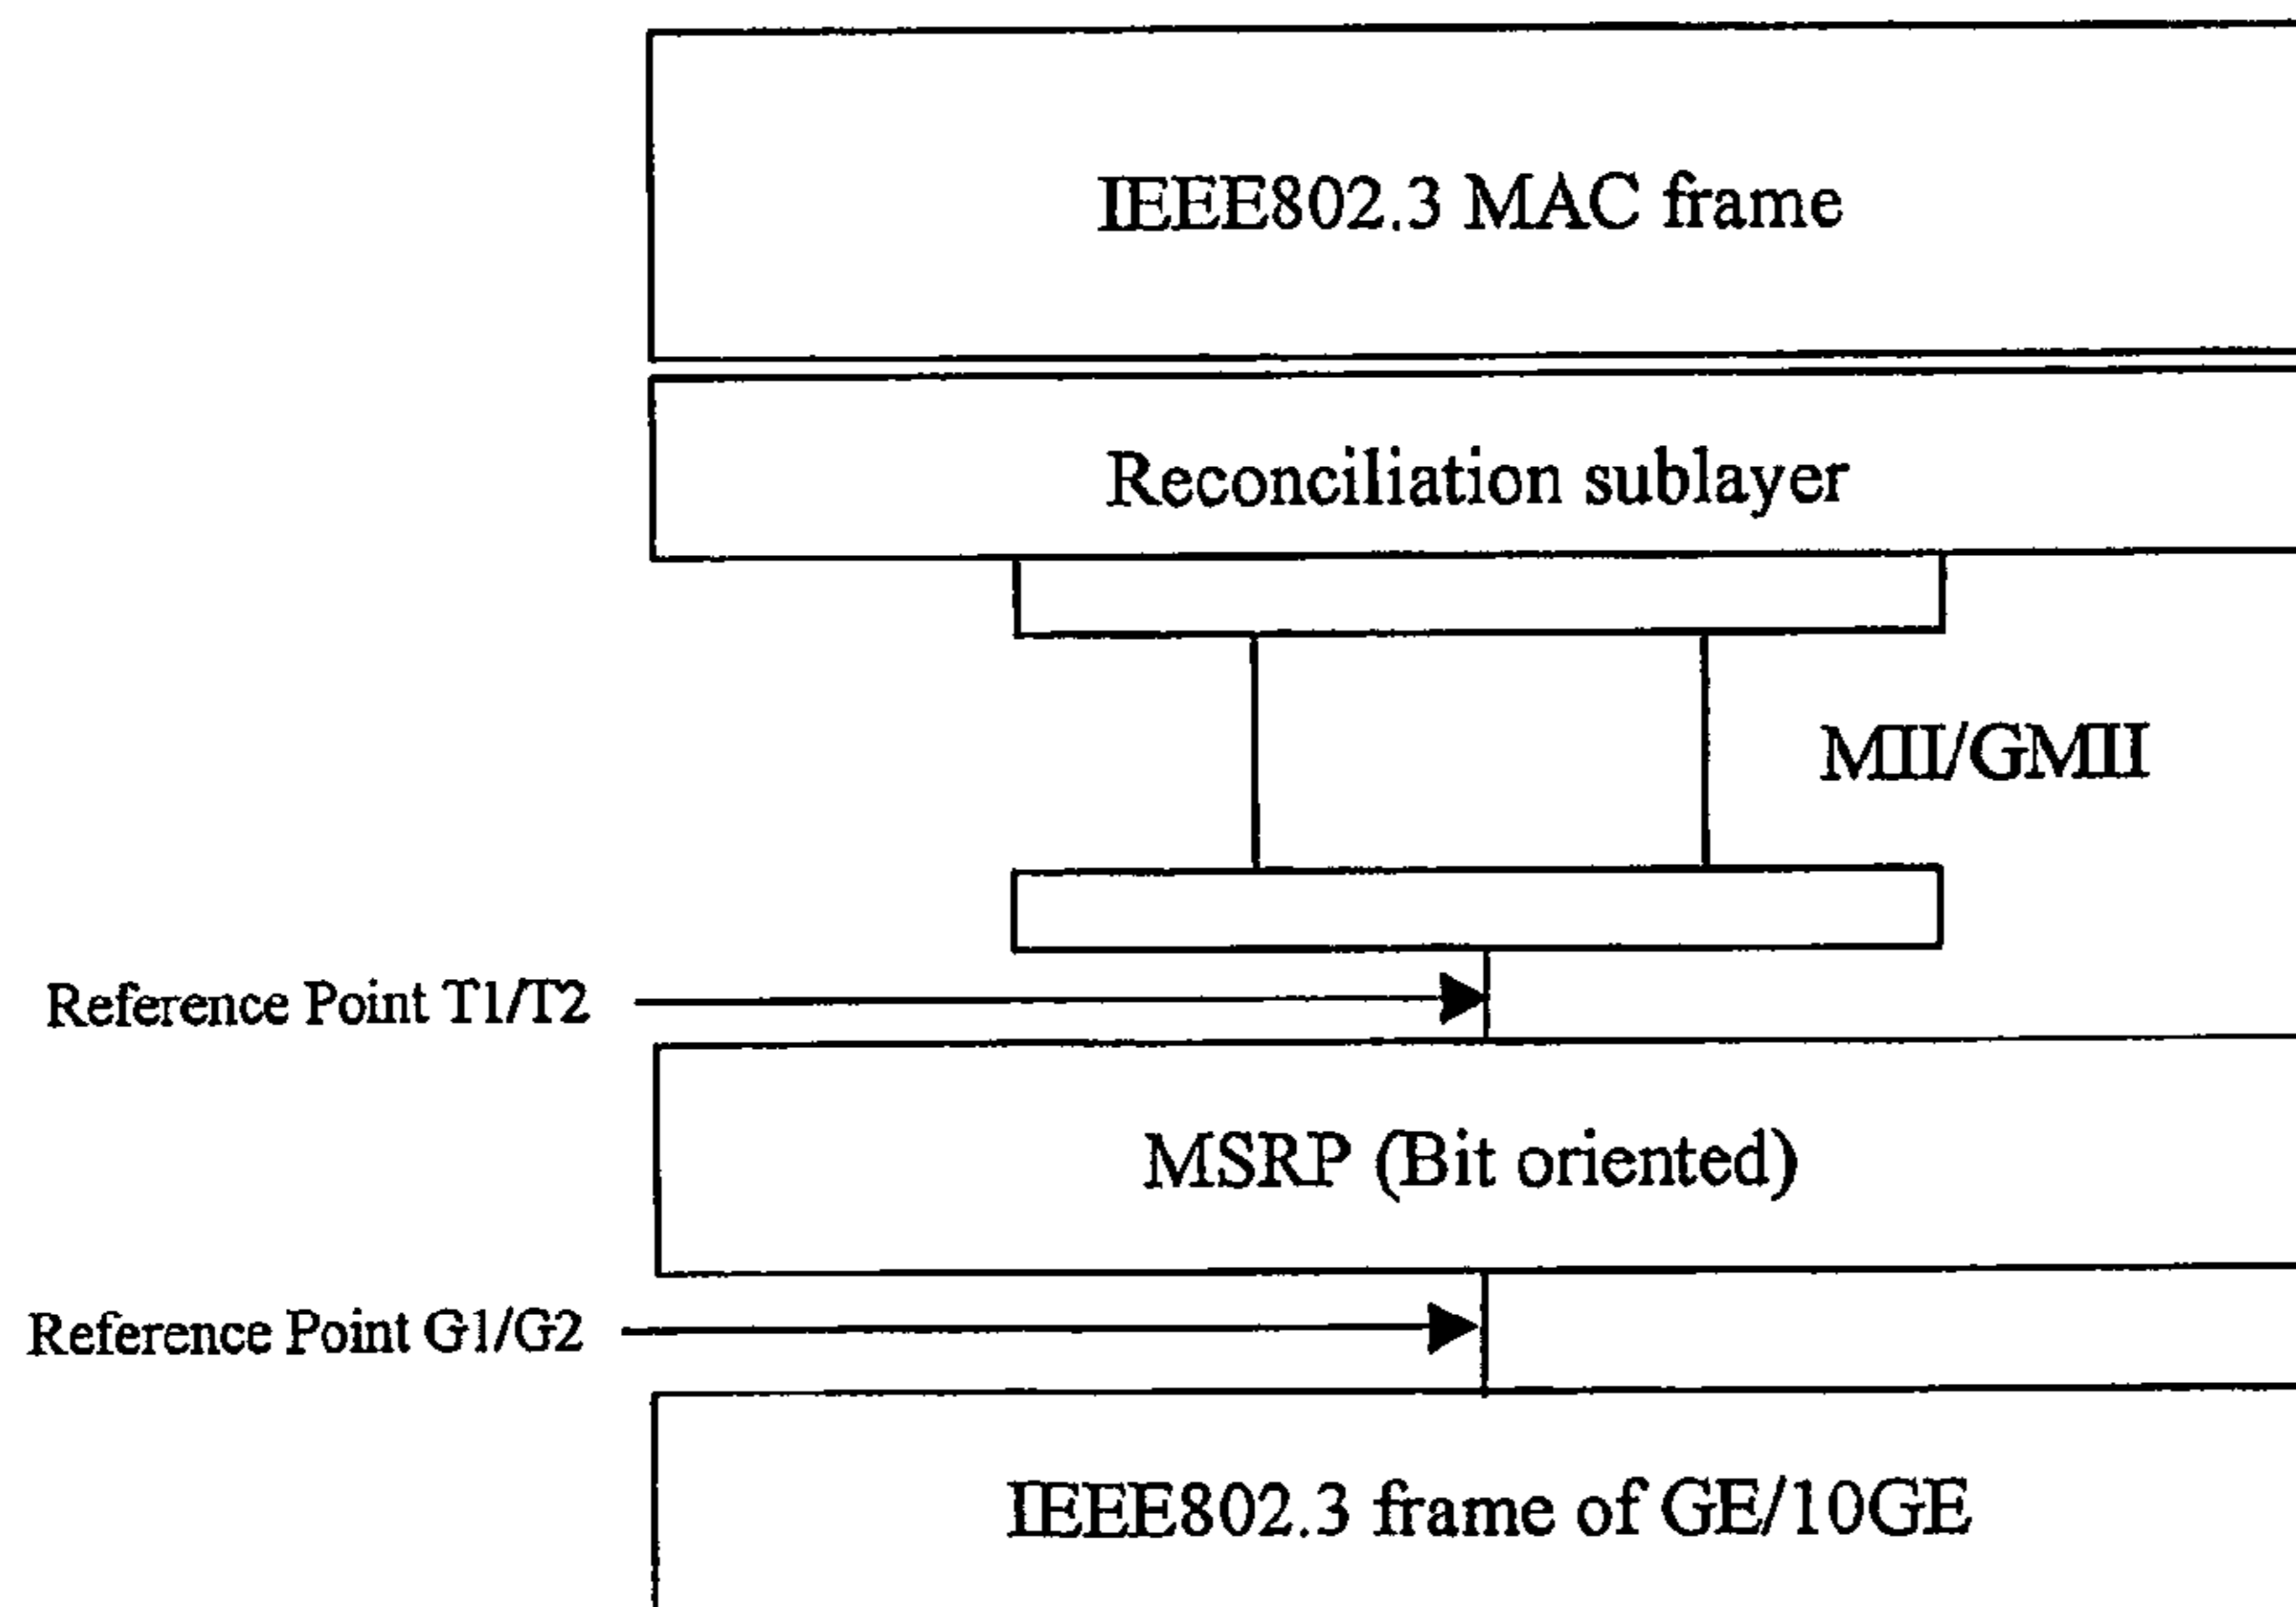 IEEE802.3 MAC frame
Reconciliation sublayer
MII/GMII
Reference Point T1/T2
MSRP (Bit oriented)
Reference Point G1/G2
IEEE802.3 frame of GE/10GE